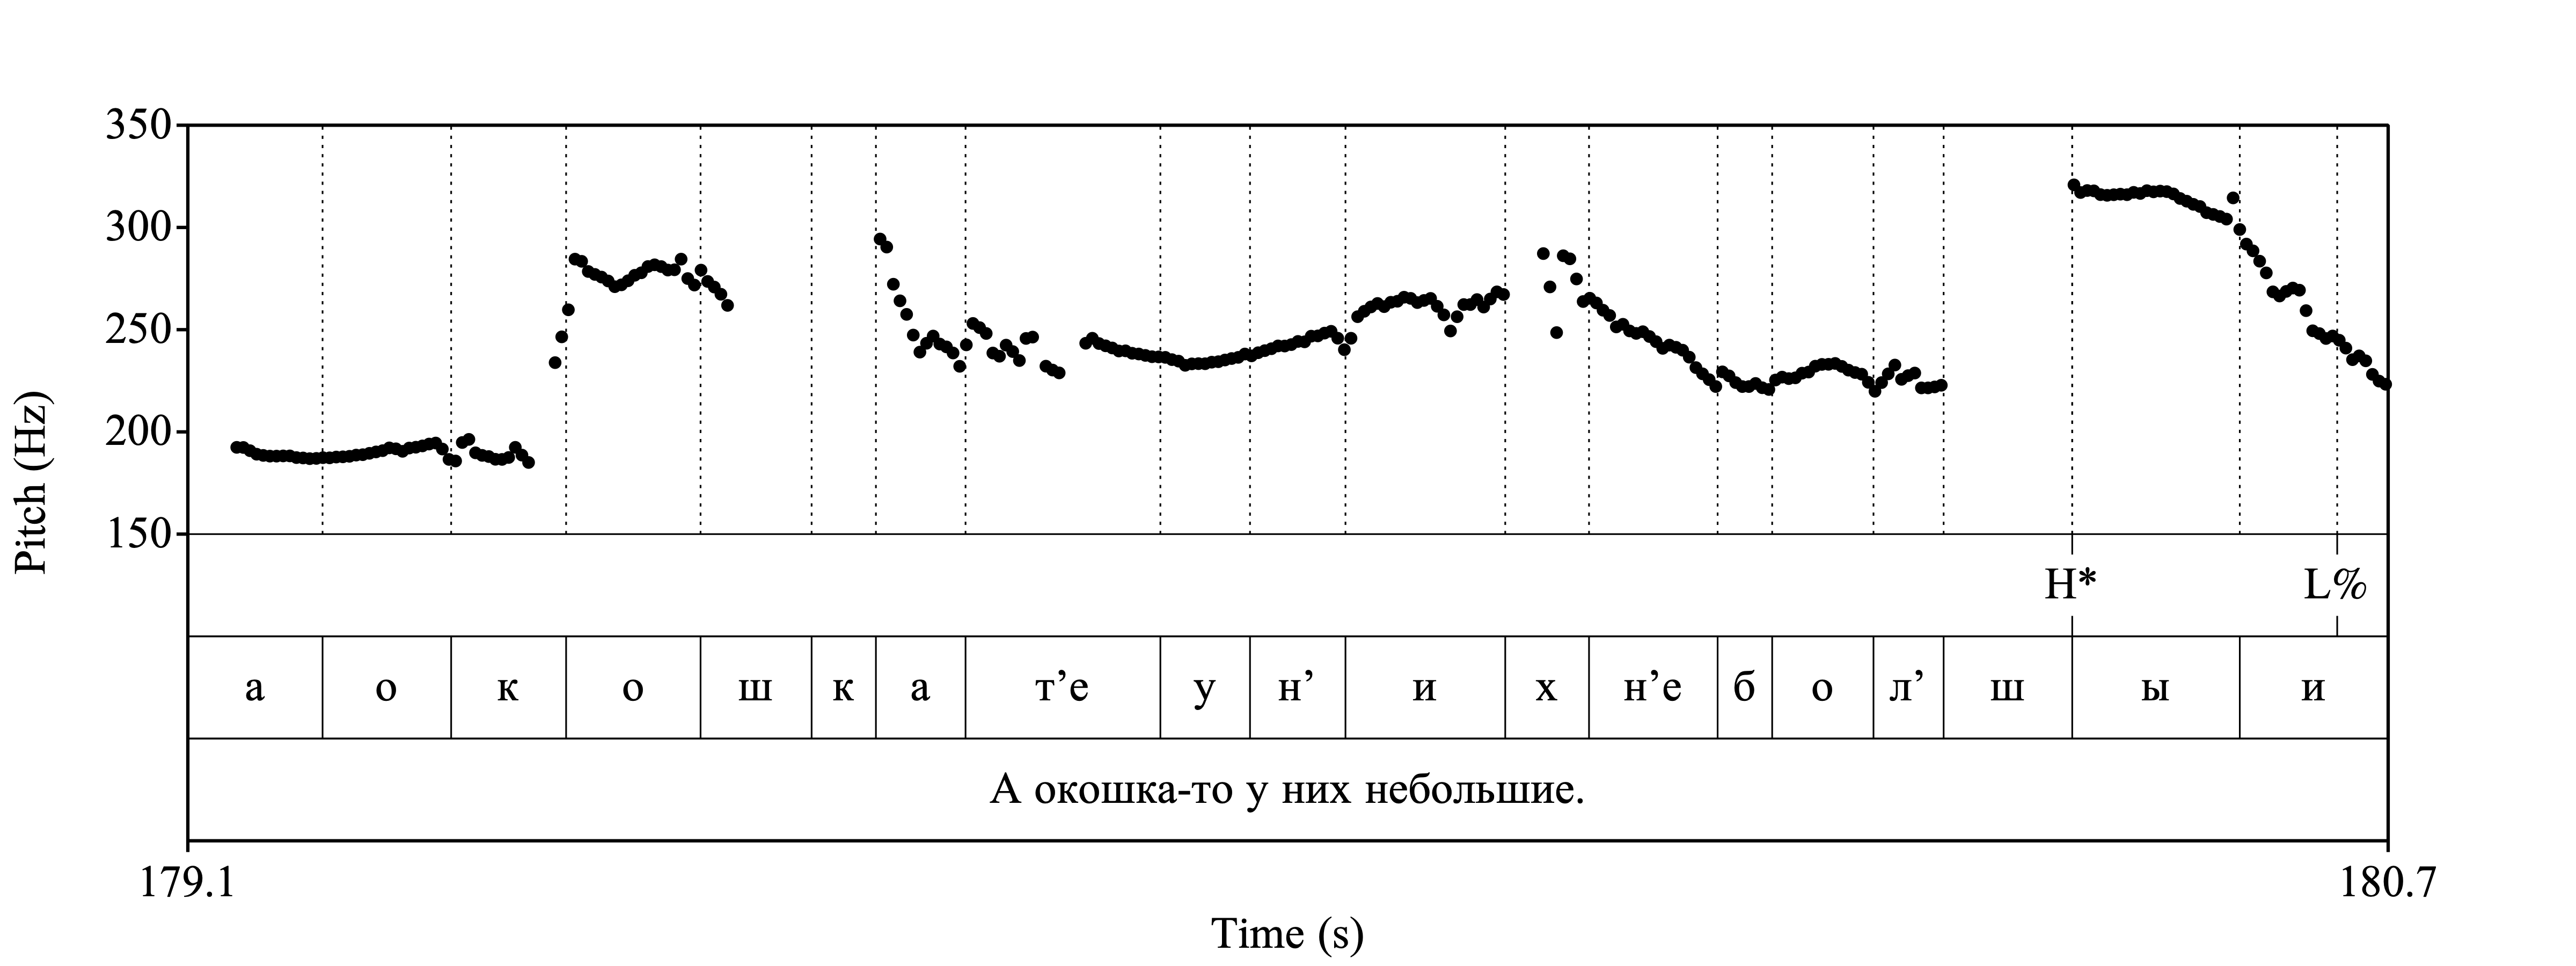 350
300
250
200
150
Pitch (Hz)
H* L%
а о к о ш к а т’е у н’ и х н’е б о л’ ш ы и
А окошка-то у них небольшие.
179.1 180.7
Time (s)